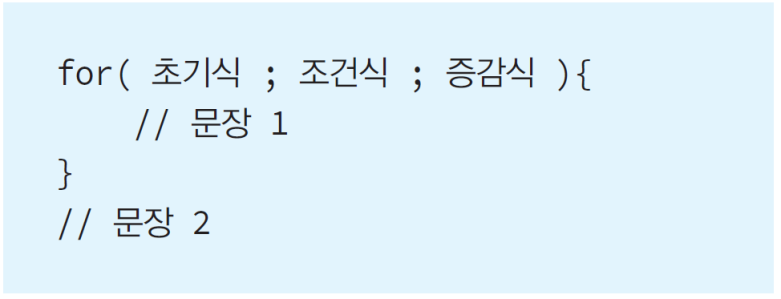 for( 초기식 ; 조건식 ; 증감식 ){
// 문장 1
}
// 문장 2